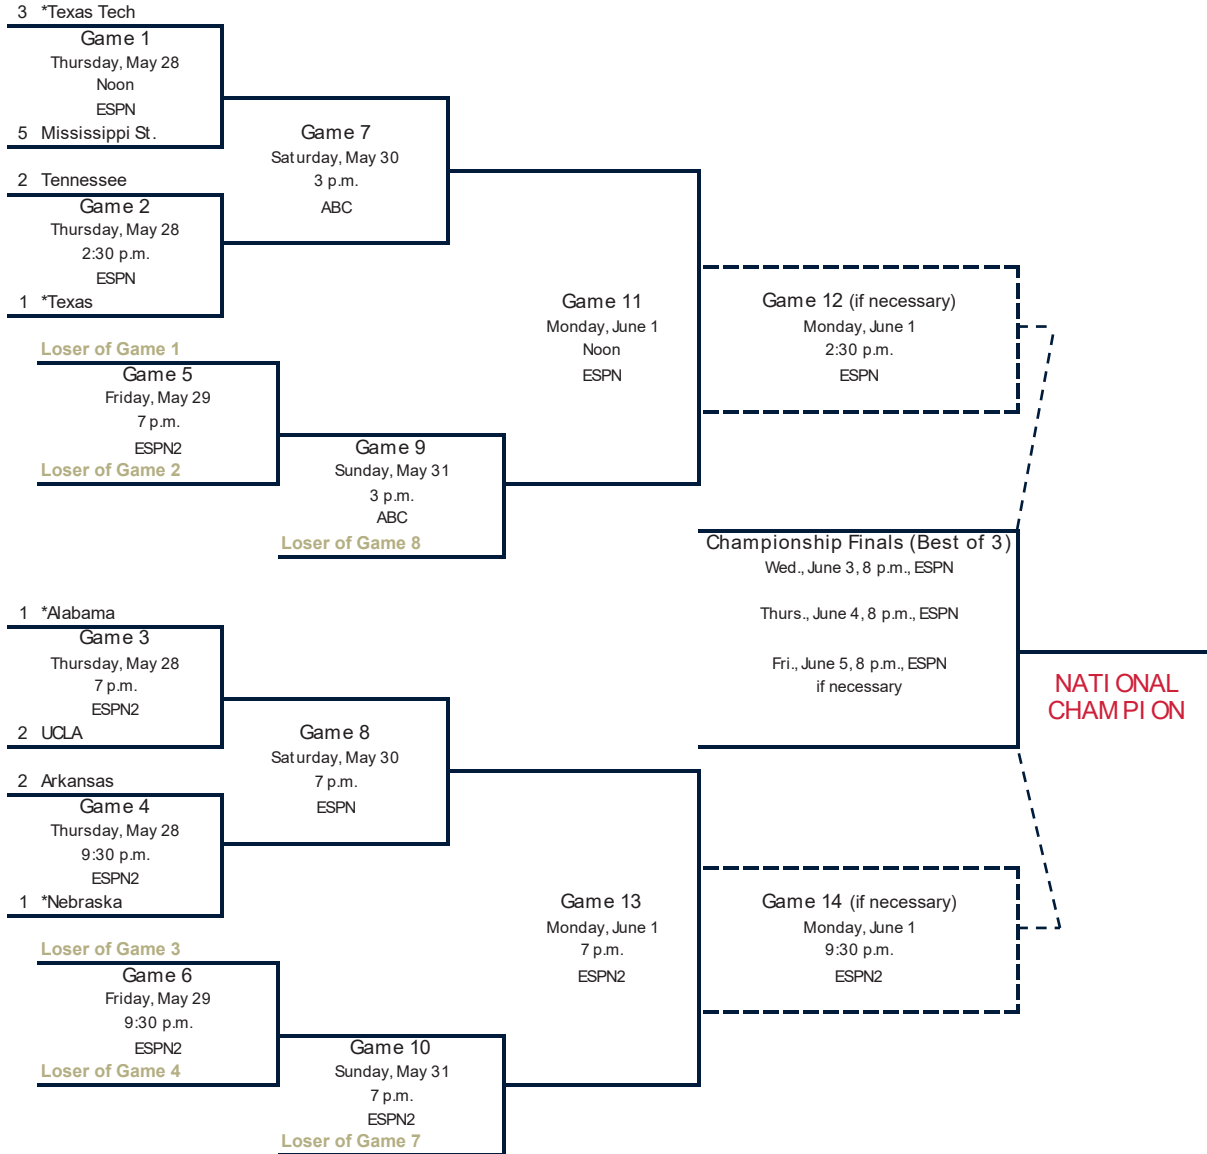 3 *Texas Tech
Game 1
Thursday, May 28
Noon
ESPN
5 Mississippi St.
2 Tennessee
Game 2
Thursday, May 28
2:30 p.m.
ESPN
1 *Texas
Game 7
Saturday, May 30
3 p.m.
ABC
Loser of Game 1
Game 5
Friday, May 29
7 p.m.
ESPN2
Loser of Game 2
Game 9
Sunday, May 31
3 p.m.
ABC
Loser of Game 8
Game 11
Monday, June 1
Noon
ESPN
Game 12 (if necessary)
Monday, June 1
2:30 p.m.
ESPN
1 *Alabama
Game 3
Thursday, May 28
7 p.m.
ESPN2
2 UCLA
2 Arkansas
Game 4
Thursday, May 28
9:30 p.m.
ESPN2
1 *Nebraska
Game 8
Saturday, May 30
7 p.m.
ESPN
Loser of Game 3
Game 6
Friday, May 29
9:30 p.m.
ESPN2
Loser of Game 4
Game 10
Sunday, May 31
7 p.m.
ESPN2
Loser of Game 7
Game 13
Monday, June 1
7 p.m.
ESPN2
Game 14 (if necessary)
Monday, June 1
9:30 p.m.
ESPN2
Championship Finals (Best of 3)
Wed., June 3, 8 p.m., ESPN
Thurs., June 4, 8 p.m., ESPN
Fri., June 5, 8 p.m., ESPN
if necessary
NATIONAL
CHAMPION